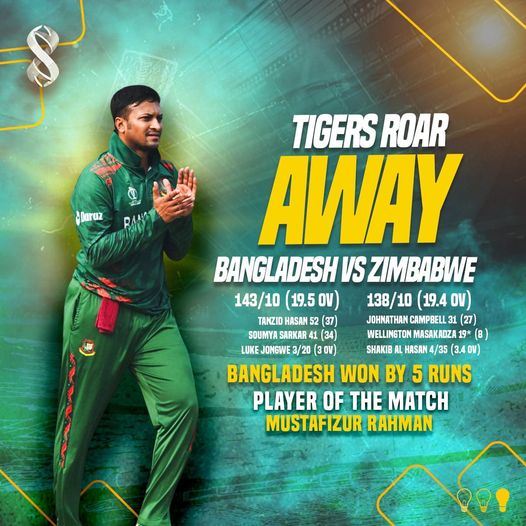 TIGERS ROAR
AWAY
BANGLADESH VS ZIMBABWE
143/10 (19.5 OV) 138/10 (19.4 OV)
TANZID HASAN 52 (37) JOHNATHAN CAMPBELL 31 (27)
SOUMYA SARKAR 41 (34) WELLINGTON MASAKADZA 19* (8)
LUKE JONGWE 3/20 (3 OV) SHAKIB AL HASAN 4/35 (3.4 OV)
BANGLADESH WON BY 5 RUNS
PLAYER OF THE MATCH
MUSTAFIZUR RAHMAN
Daraz
BANG